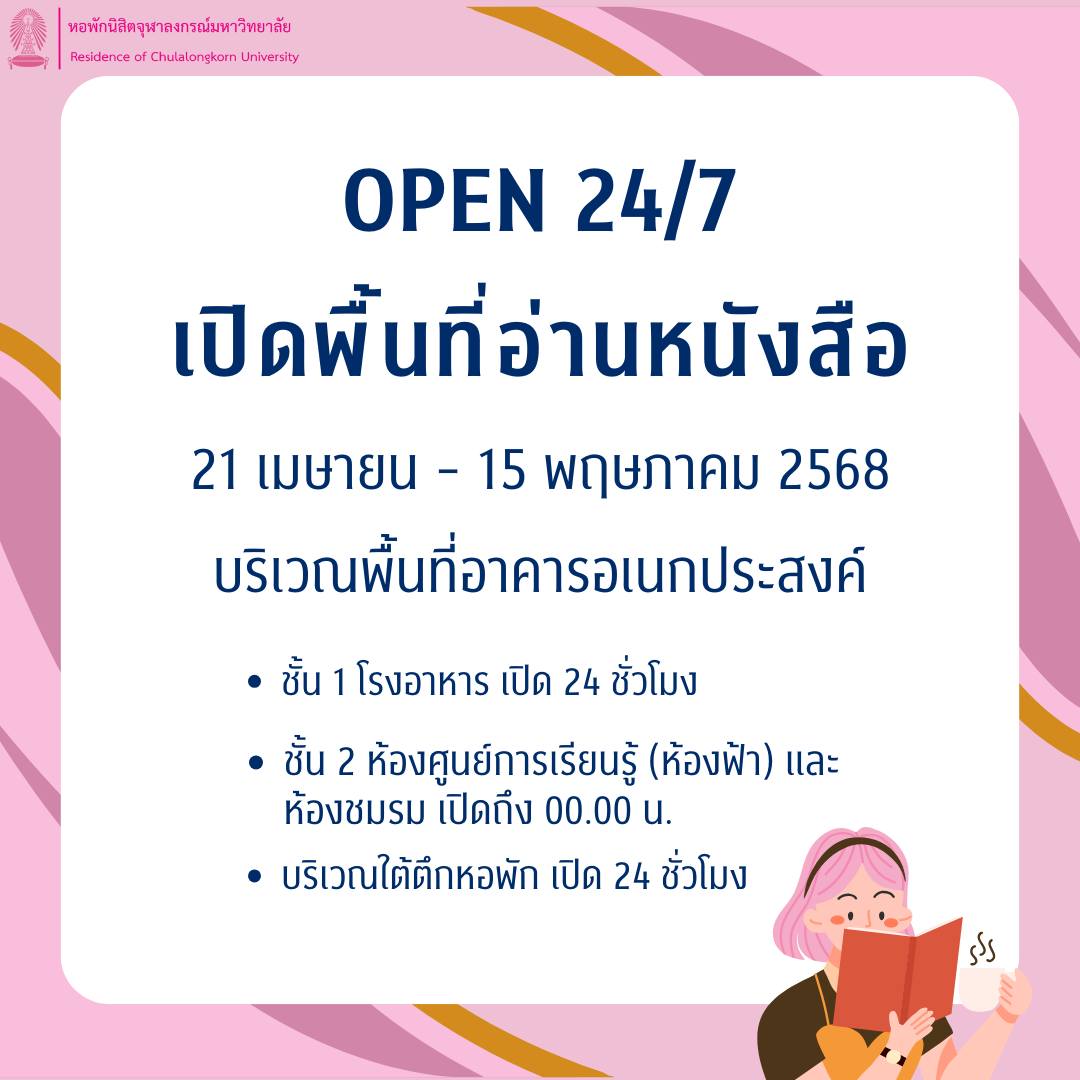 หอพักนิสิตจุฬาลงกรณ์มหาวิทยาลัย
Residence of Chulalongkorn University
OPEN 24/7
เปิดพื้นที่อ่านหนังสือ
21 เมษายน - 15 พฤษภาคม 2568
บริเวณพื้นที่อาคารอเนกประสงค์
• ชั้น 1 โรงอาหาร เปิด 24 ชั่วโมง
• ชั้น 2 ห้องศูนย์การเรียนรู้ (ห้องฟ้า) และ
ห้องชมรม เปิดถึง 00.00 น.
• บริเวณใต้ตึกหอพัก เปิด 24 ชั่วโมง